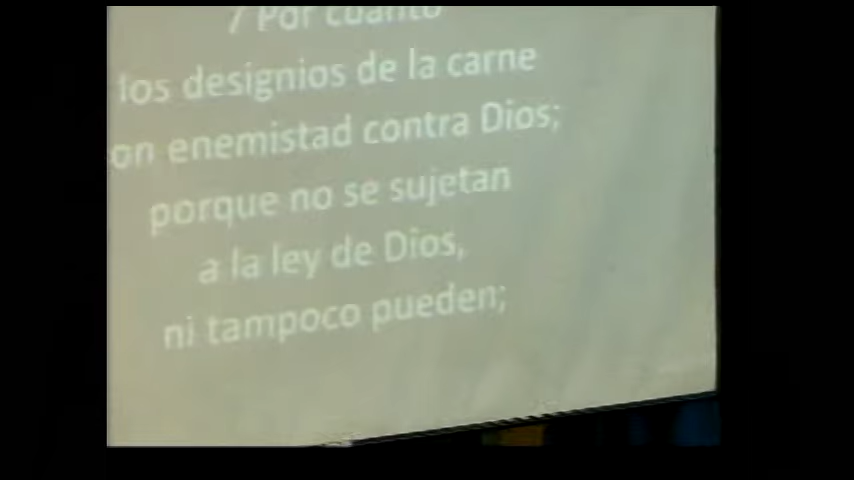 7 Por cuanto
los designios de la carne
on enemistad contra Dios;
porque no se sujetan
a la ley de Dios,
ni tampoco pueden;